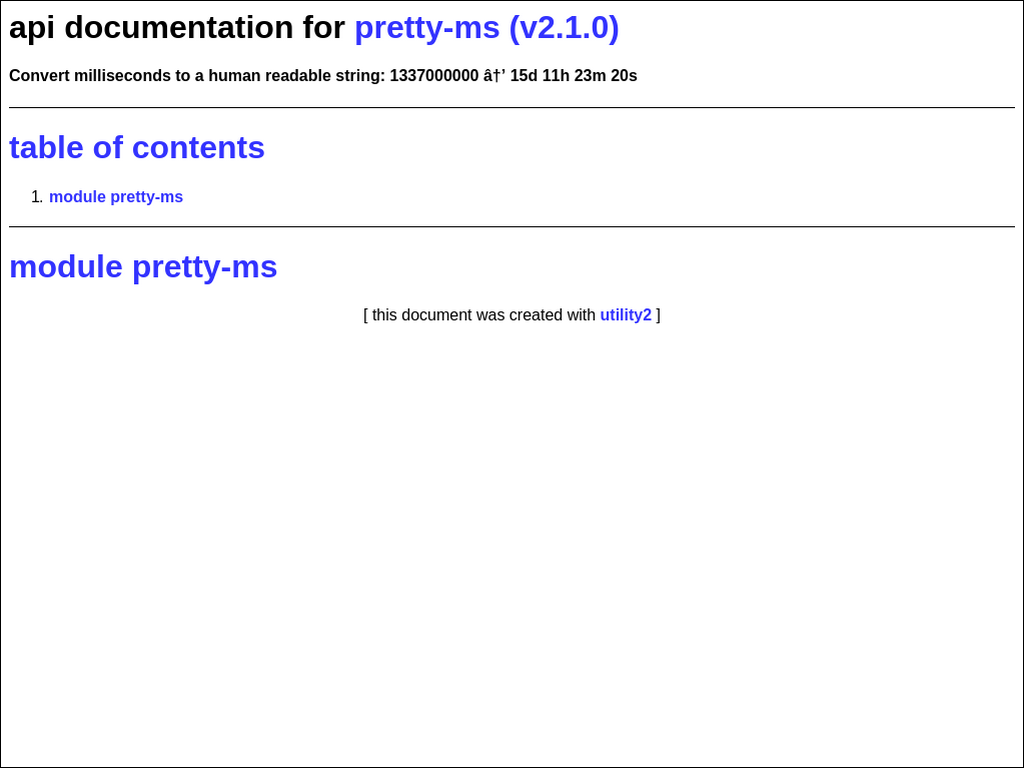 api documentation for pretty-ms (v2.1.0)
Convert milliseconds to a human readable string: 1337000000 â†’ 15d 11h 23m 20s
table of contents
1. module pretty-ms
module pretty-ms
[ this document was created with utility2 ]